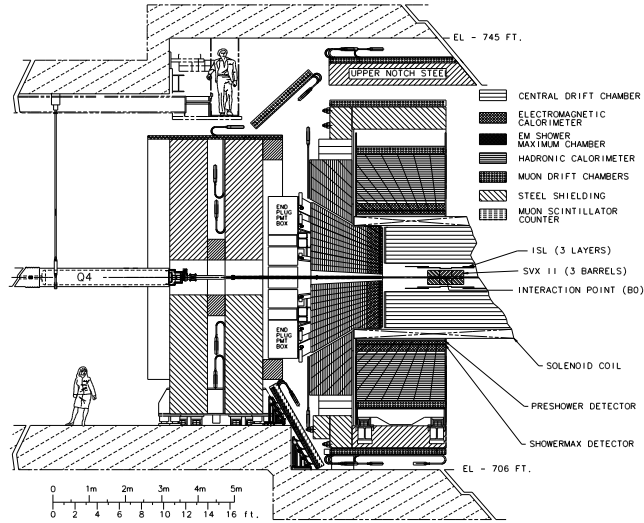 EL - 745 FT.
UPPER NOTCH STEEL
CENTRAL DRIFT CHAMBER
ELECTROMAGNETIC
CALORIMETER
EM SHOWER
MAXIMUM CHAMBER
HADRONIC CALORIMETER
MUON DRIFT CHAMBERS
STEEL SHIELDING
MUON SCINTILLATOR
COUNTER
END
PLUG
PMT
BOX
ISL (3 LAYERS)
Q4
SVX II (3 BARRELS)
INTERACTION POINT (B0)
END
PLUG
PMT
BOX
SOLENOID COIL
PRESHOWER DETECTOR
SHOWERMAX DETECTOR
EL - 706 FT.
0 1m 2m 3m 4m 5m
0 2 4 6 8 10 12 14 16 ft.